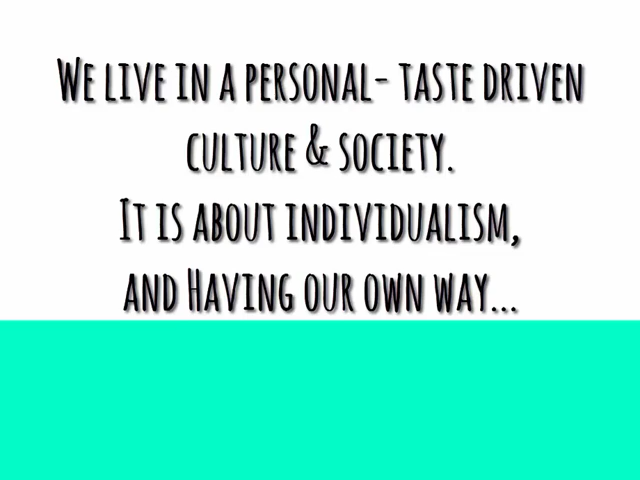 We live in a personal- taste driven
culture & society.
It is about individualism,
and Having our own way...